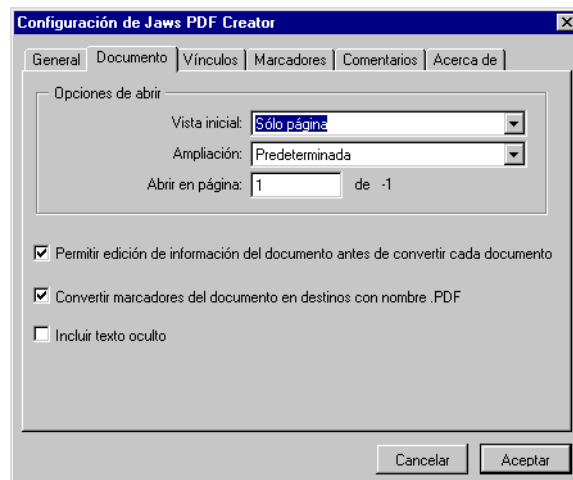 Configuración de Jaws PDF Creator
General Documento Vínculos Marcadores Comentarios Acerca de
Opciones de abrir
Vista inicial: Sólo página
Ampliación: Predeterminada
Abrir en página: 1 de -1
Permitir edición de información del documento antes de convertir cada documento
Convertir marcadores del documento en destinos con nombre .PDF
Incluir texto oculto
Cancelar Aceptar